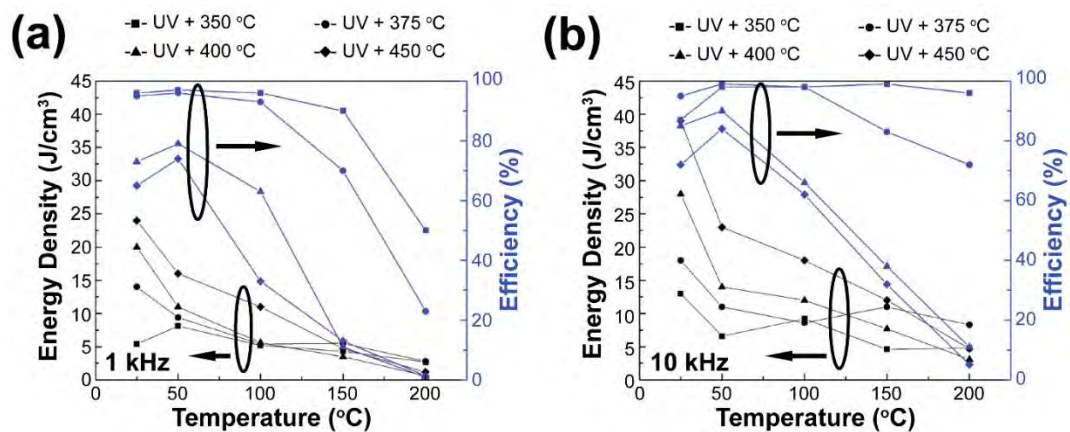 (a)
UV + 350 °C
UV + 375 °C
UV + 400 °C
UV + 450 °C
Energy Density (J/cm³)
45
40
35
30
25
20
15
10
5
0
100
80
60
40
20
0
Efficiency (%)
1 kHz
0 50 100 150 200
Temperature (°C)
(b)
UV + 350 °C
UV + 375 °C
UV + 400 °C
UV + 450 °C
Energy Density (J/cm³)
45
40
35
30
25
20
15
10
5
0
100
80
60
40
20
0
Efficiency (%)
10 kHz
0 50 100 150 200
Temperature (°C)